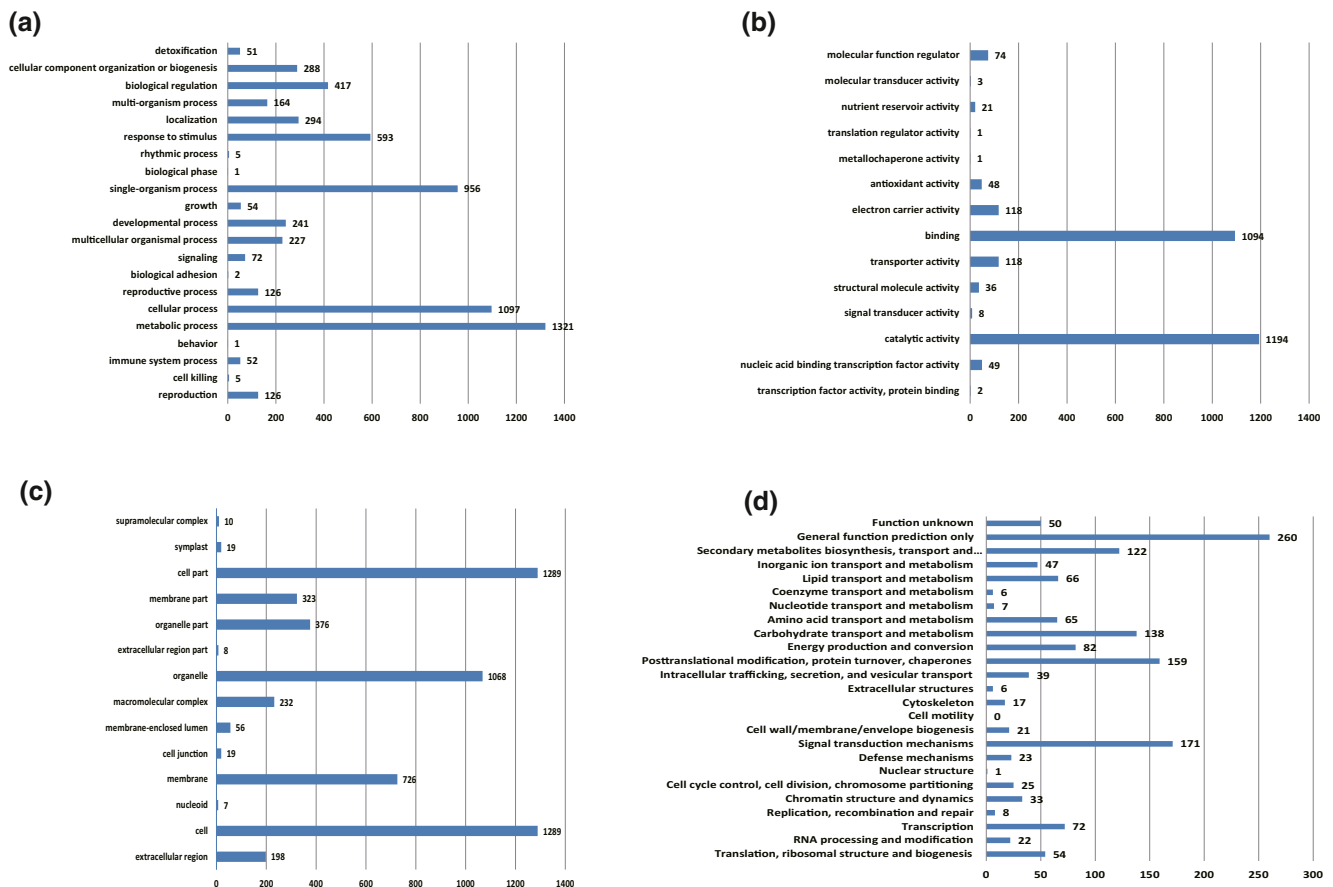 (a)
detoxification 51
cellular component organization or biogenesis 288
biological regulation 417
multi-organism process 164
localization 294
response to stimulus 593
rhythmic process 5
biological phase 1
single-organism process 956
growth 54
developmental process 241
multicellular organismal process 227
signaling 72
biological adhesion 2
reproductive process 126
cellular process 1097
metabolic process 1321
behavior 1
immune system process 52
cell killing 5
reproduction 126
0 200 400 600 800 1000 1200 1400
(b)
molecular function regulator 74
molecular transducer activity 3
nutrient reservoir activity 21
translation regulator activity 1
metallochaperone activity 1
antioxidant activity 48
electron carrier activity 118
binding 1094
transporter activity 118
structural molecule activity 36
signal transducer activity 8
catalytic activity 1194
nucleic acid binding transcription factor activity 49
transcription factor activity, protein binding 2
0 200 400 600 800 1000 1200 1400
(c)
supramolecular complex 10
symplast 19
cell part 1289
membrane part 323
organelle part 376
extracellular region part 8
organelle 1068
macromolecular complex 232
membrane-enclosed lumen 56
cell junction 19
membrane 726
nucleoid 7
cell 1289
extracellular region 198
0 200 400 600 800 1000 1200 1400
(d)
Function unknown 50
General function prediction only 260
Secondary metabolites biosynthesis, transport and... 122
Inorganic ion transport and metabolism 47
Lipid transport and metabolism 66
Coenzyme transport and metabolism 6
Nucleotide transport and metabolism 7
Amino acid transport and metabolism 65
Carbohydrate transport and metabolism 138
Energy production and conversion 82
Posttranslational modification, protein turnover, chaperones 159
Intracellular trafficking, secretion, and vesicular transport 39
Extracellular structures 6
Cytoskeleton 17
Cell motility 0
Cell wall/membrane/envelope biogenesis 21
Signal transduction mechanisms 171
Defense mechanisms 23
Nuclear structure 1
Cell cycle control, cell division, chromosome partitioning 25
Chromatin structure and dynamics 33
Replication, recombination and repair 8
Transcription 72
RNA processing and modification 22
Translation, ribosomal structure and biogenesis 54
0 50 100 150 200 250 300